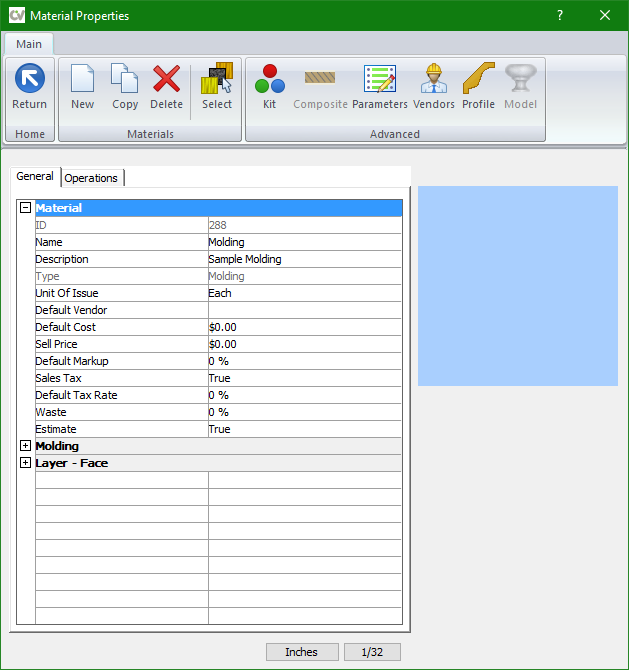 CV Material Properties ?
Main
Return New Copy Delete Select Kit Composite Parameters Vendors Profile Model
Home Materials Advanced
General Operations
Material
ID 288
Name Molding
Description Sample Molding
Type Molding
Unit Of Issue Each
Default Vendor
Default Cost $0.00
Sell Price $0.00
Default Markup 0 %
Sales Tax True
Default Tax Rate 0 %
Waste 0 %
Estimate True
Molding
Layer - Face
Inches 1/32